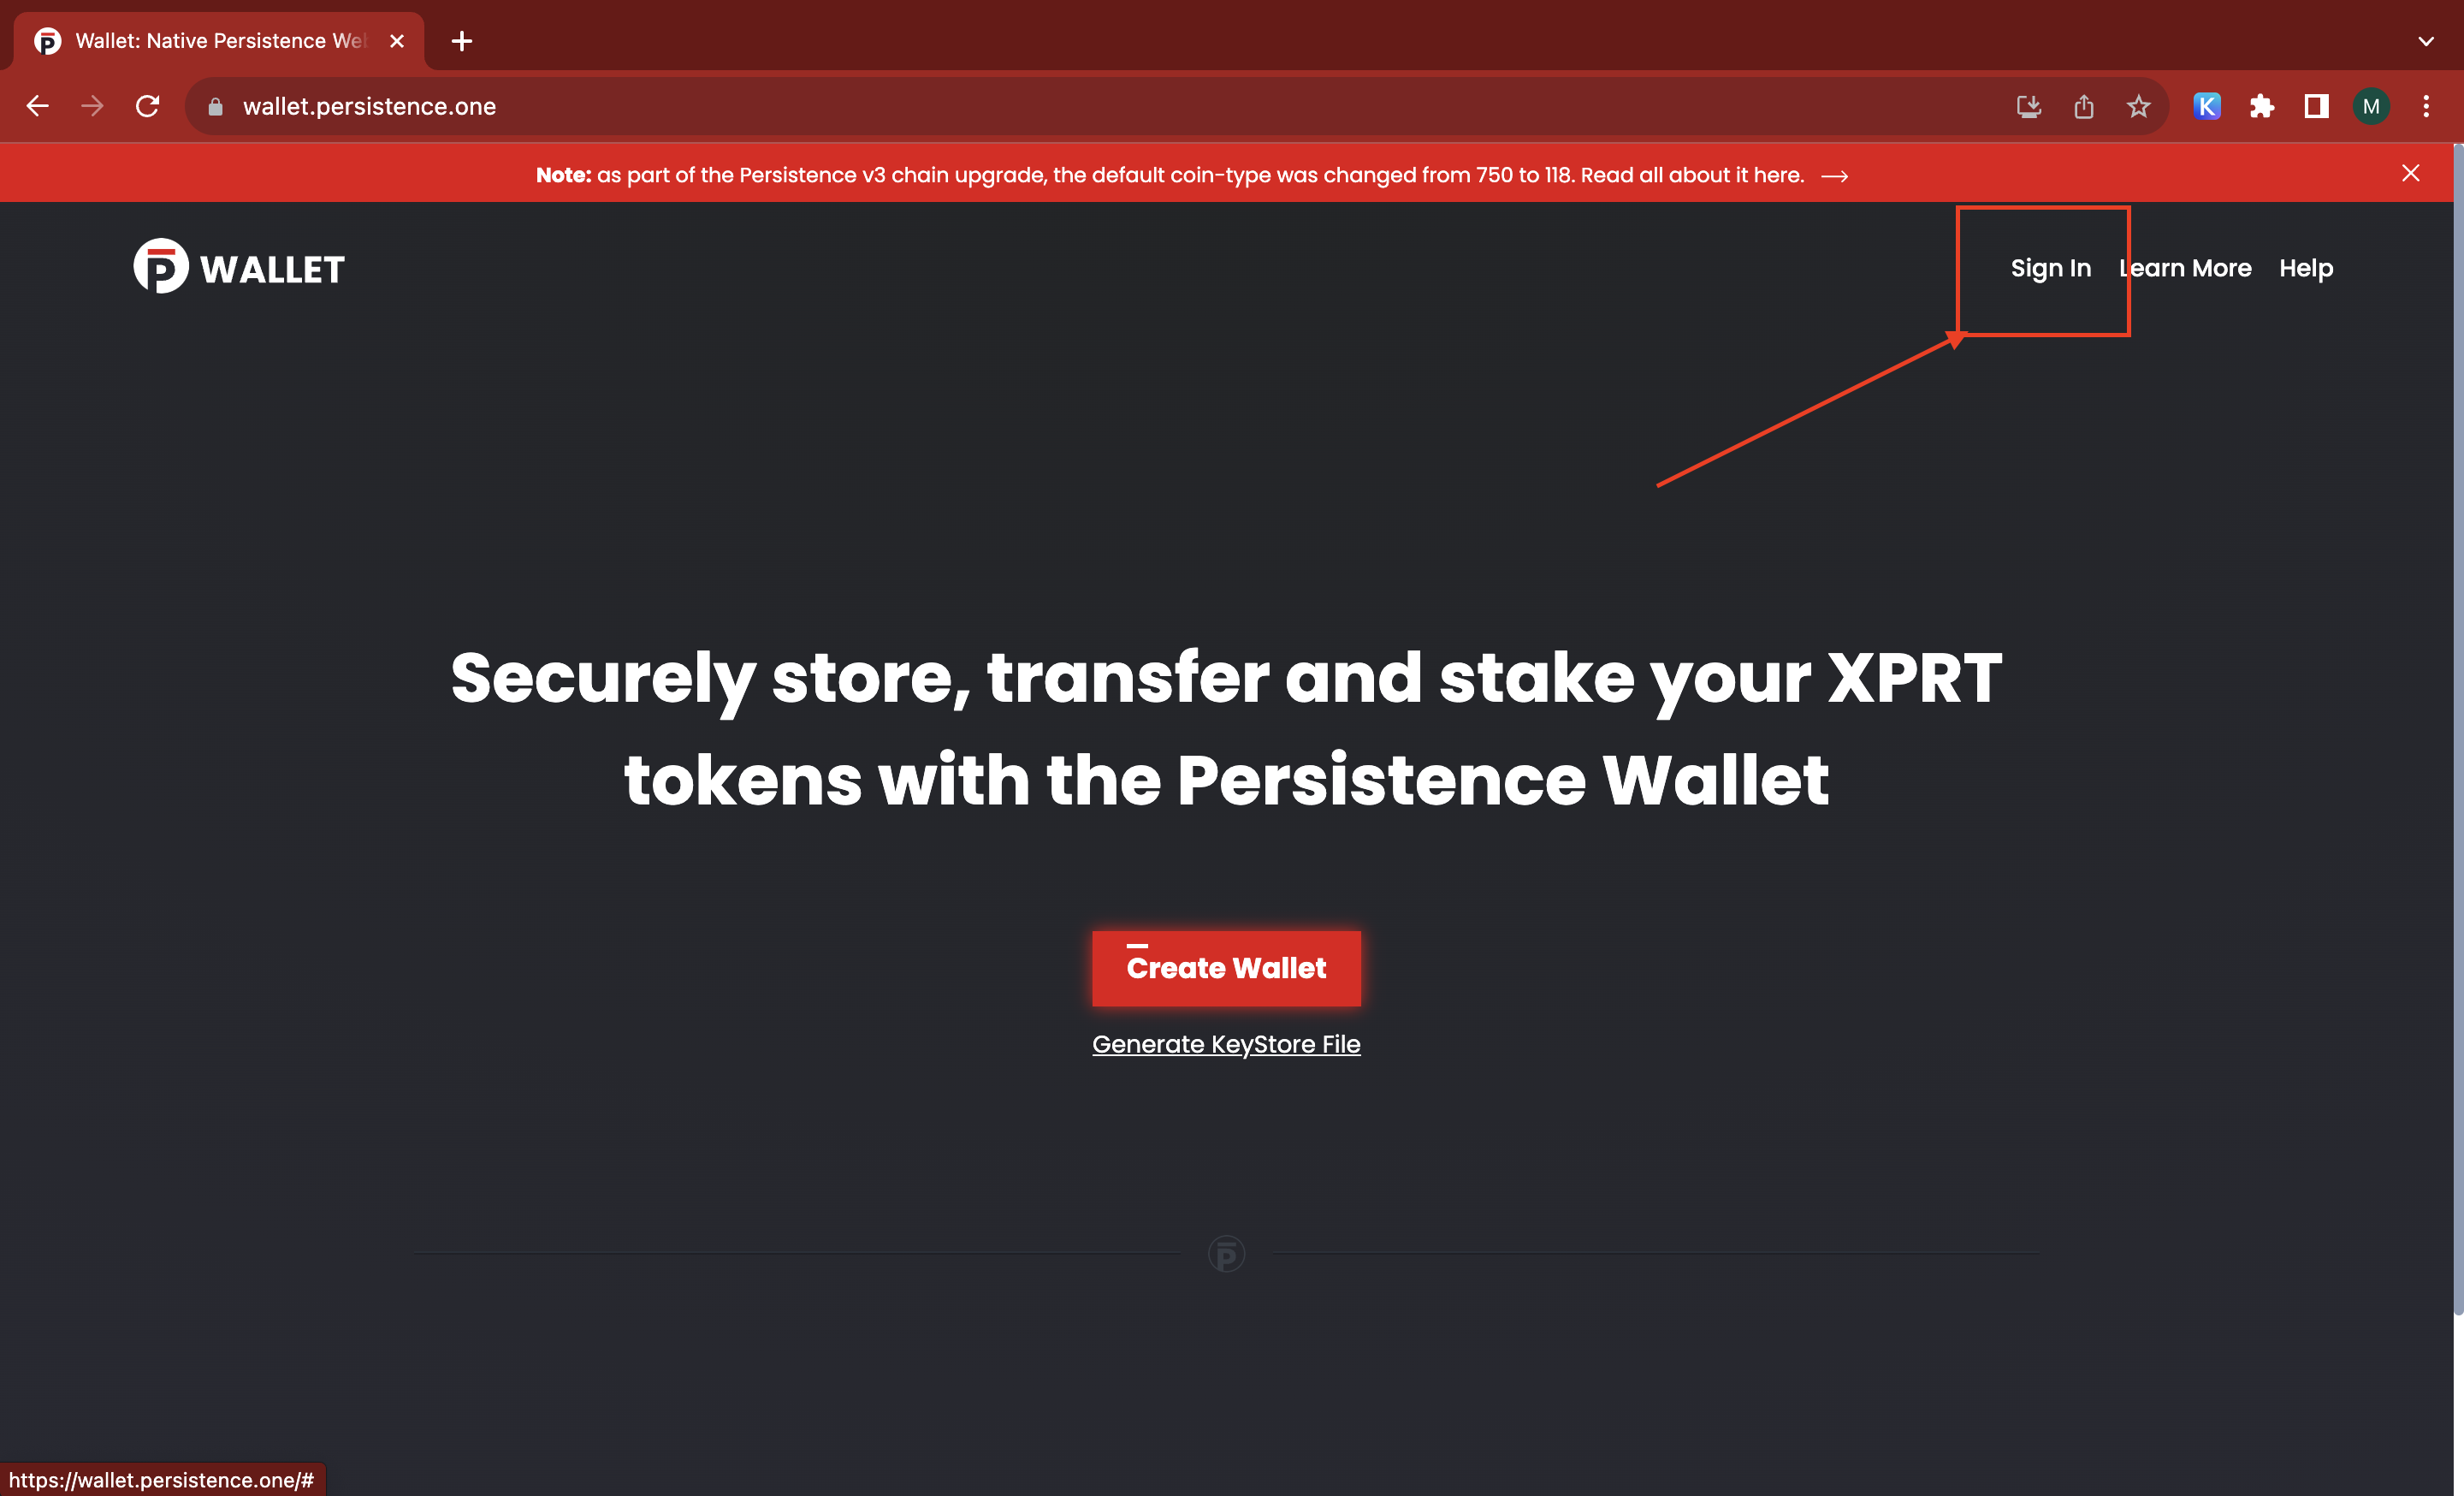 Wallet: Native Persistence We
wallet.persistence.one
K
M
Note: as part of the Persistence v3 chain upgrade, the default coin-type was changed from 750 to 118. Read all about it here. →
WALLET
Sign In Learn More Help
Securely store, transfer and stake your XPRT
tokens with the Persistence Wallet
Create Wallet
Generate KeyStore File
https://wallet.persistence.one/#